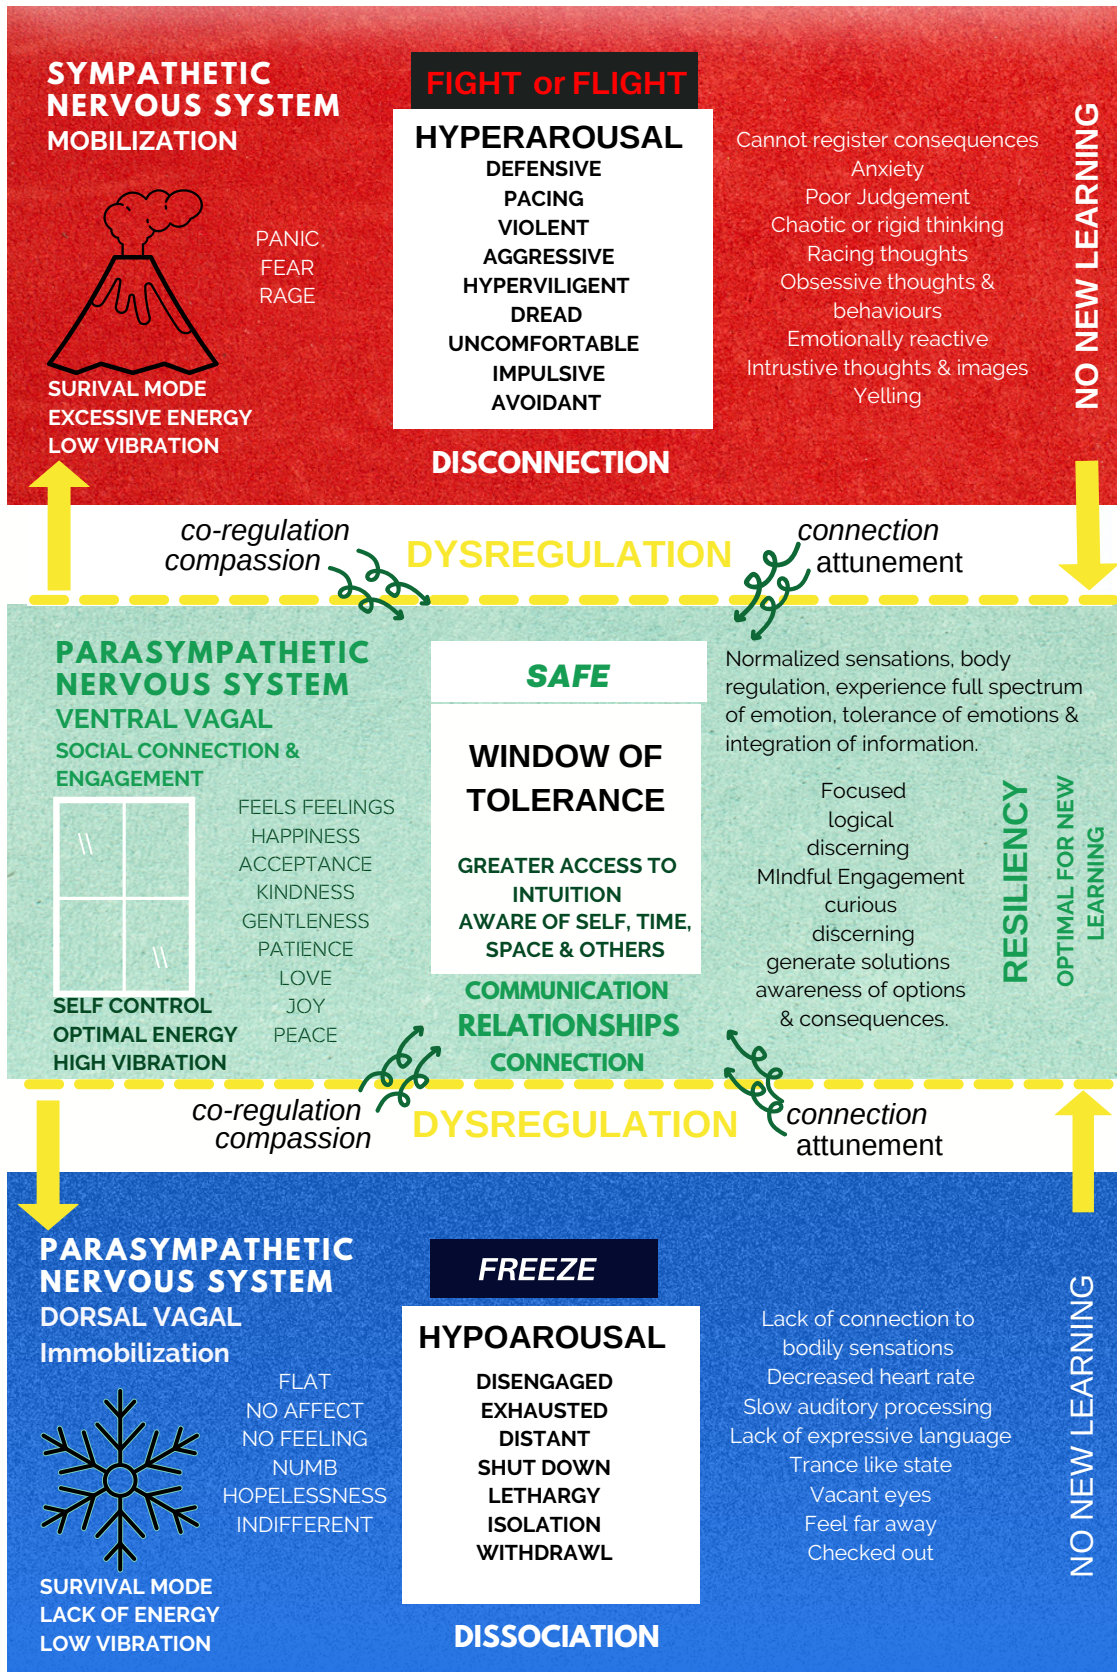 SYMPATHETIC
NERVOUS SYSTEM
MOBILIZATION
PANIC
FEAR
RAGE
SURIVAL MODE
EXCESSIVE ENERGY
LOW VIBRATION
FIGHT or FLIGHT
HYPERAROUSAL
DEFENSIVE
PACING
VIOLENT
AGGRESSIVE
HYPERVILIGENT
DREAD
UNCOMFORTABLE
IMPULSIVE
AVOIDANT
DISCONNECTION
Cannot register consequences
Anxiety
Poor Judgement
Chaotic or rigid thinking
Racing thoughts
Obsessive thoughts &
behaviours
Emotionally reactive
Intrustive thoughts & images
Yelling
NO NEW LEARNING
co-regulation
compassion
DYSREGULATION
connection
attunement
PARASYMPATHETIC
NERVOUS SYSTEM
VENTRAL VAGAL
SOCIAL CONNECTION &
ENGAGEMENT
FEELS FEELINGS
HAPPINESS
ACCEPTANCE
KINDNESS
GENTLENESS
PATIENCE
LOVE
JOY
PEACE
SELF CONTROL
OPTIMAL ENERGY
HIGH VIBRATION
SAFE
WINDOW OF
TOLERANCE
GREATER ACCESS TO
INTUITION
AWARE OF SELF, TIME,
SPACE & OTHERS
COMMUNICATION
RELATIONSHIPS
CONNECTION
Normalized sensations, body
regulation, experience full spectrum
of emotion, tolerance of emotions &
integration of information.
Focused
logical
discerning
MIndful Engagement
curious
discerning
generate solutions
awareness of options
& consequences.
RESILIENCY
OPTIMAL FOR NEW
LEARNING
co-regulation
compassion
DYSREGULATION
connection
attunement
PARASYMPATHETIC
NERVOUS SYSTEM
DORSAL VAGAL
Immobilization
FLAT
NO AFFECT
NO FEELING
NUMB
HOPELESSNESS
INDIFFERENT
SURVIVAL MODE
LACK OF ENERGY
LOW VIBRATION
FREEZE
HYPOAROUSAL
DISENGAGED
EXHAUSTED
DISTANT
SHUT DOWN
LETHARGY
ISOLATION
WITHDRAWL
DISSOCIATION
Lack of connection to
bodily sensations
Decreased heart rate
Slow auditory processing
Lack of expressive language
Trance like state
Vacant eyes
Feel far away
Checked out
NO NEW LEARNING